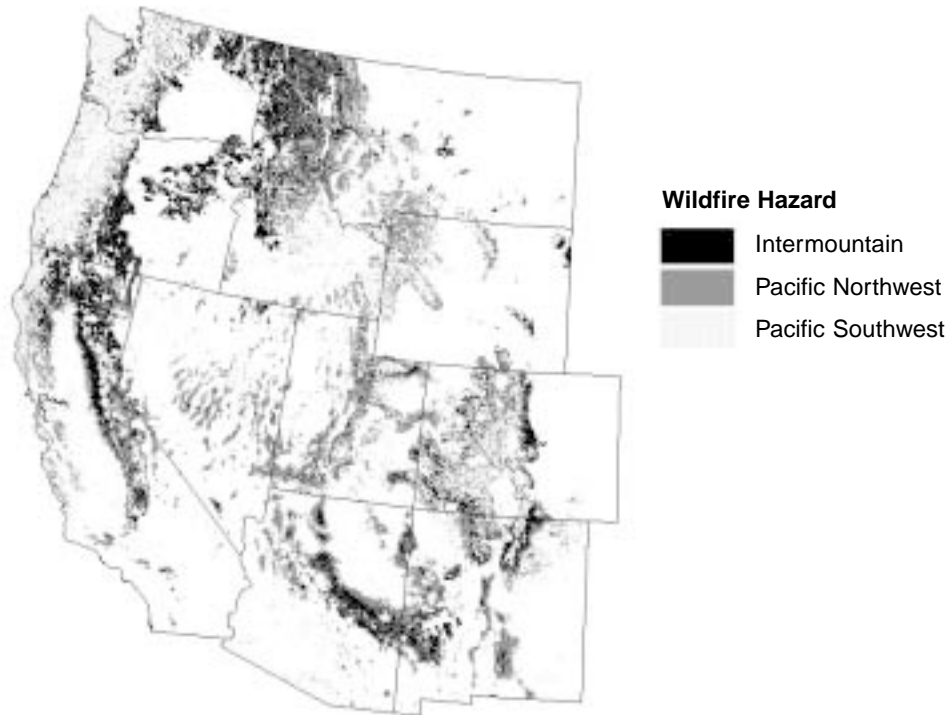 Wildfire Hazard
Intermountain
Pacific Northwest
Pacific Southwest